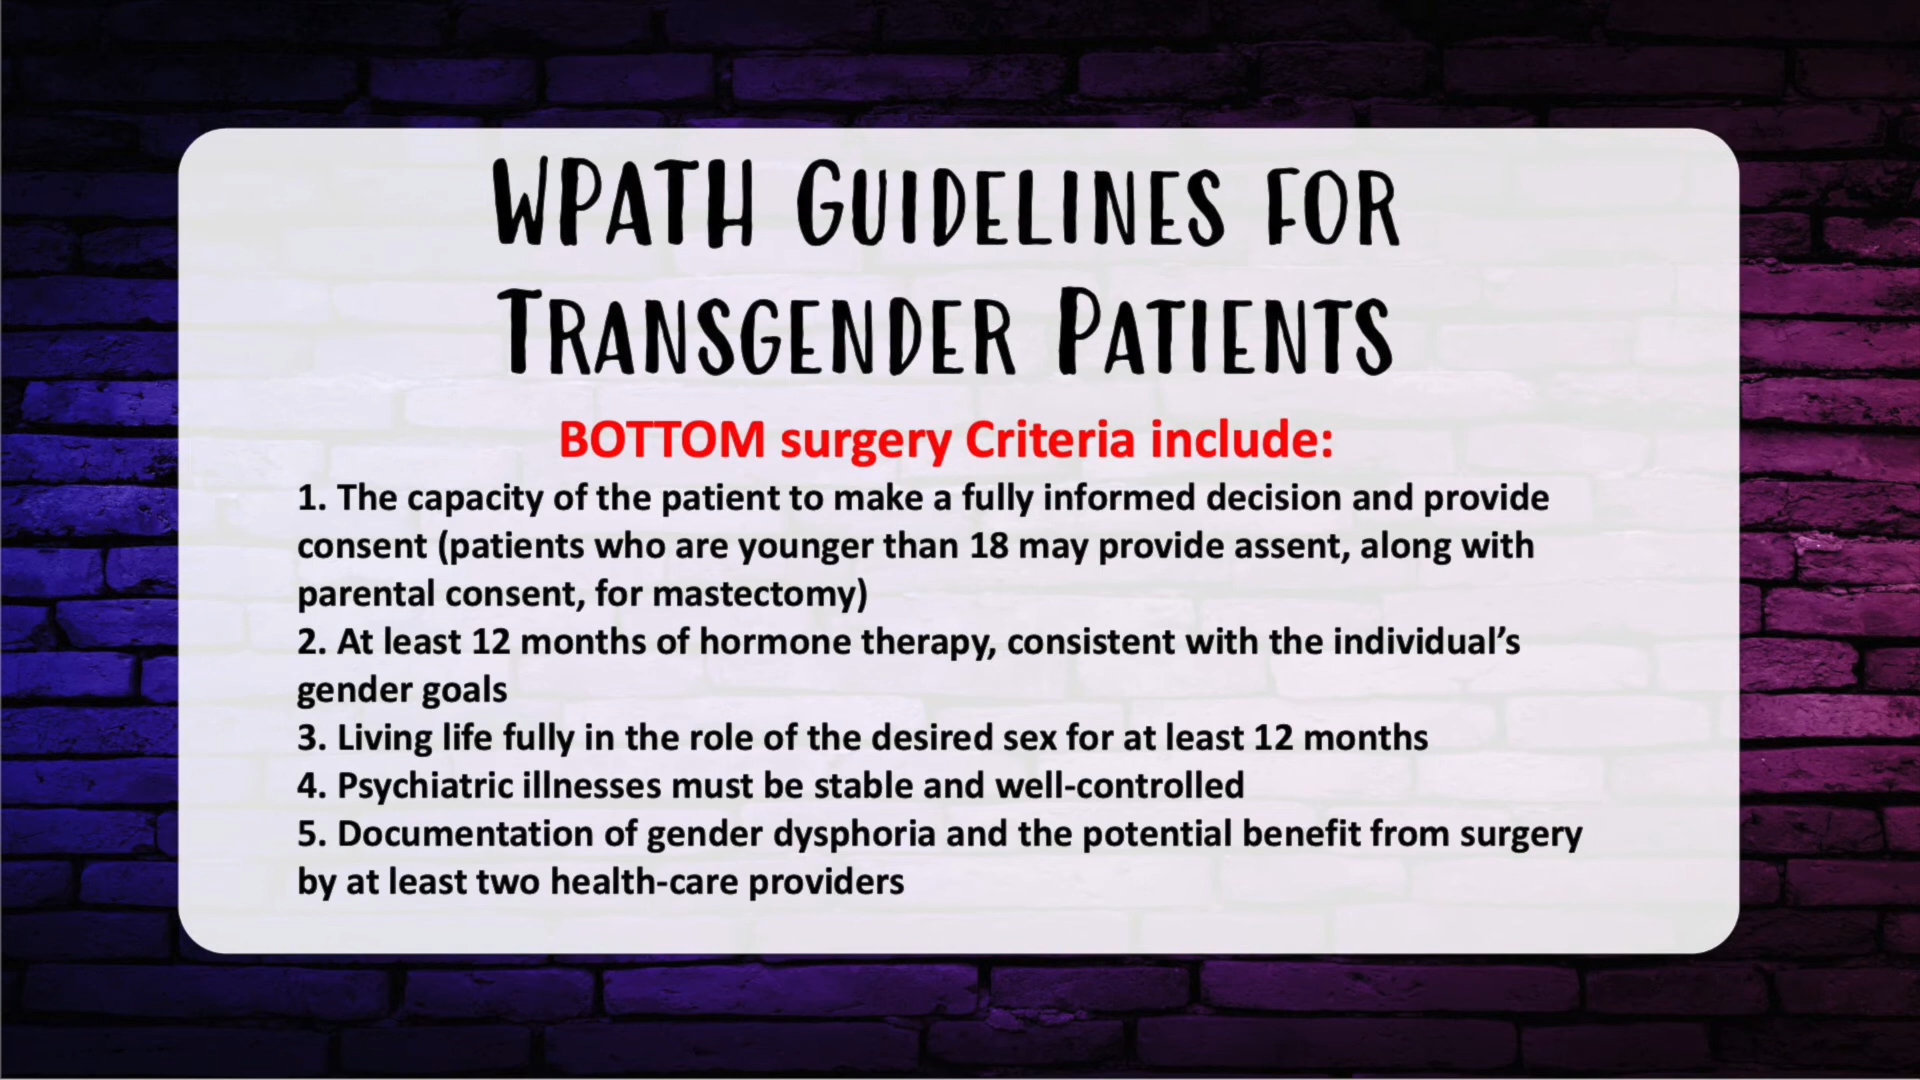 WPATH Guidelines for
Transgender Patients
BOTTOM surgery Criteria include:
1. The capacity of the patient to make a fully informed decision and provide
consent (patients who are younger than 18 may provide assent, along with
parental consent, for mastectomy)
2. At least 12 months of hormone therapy, consistent with the individual’s
gender goals
3. Living life fully in the role of the desired sex for at least 12 months
4. Psychiatric illnesses must be stable and well-controlled
5. Documentation of gender dysphoria and the potential benefit from surgery
by at least two health-care providers